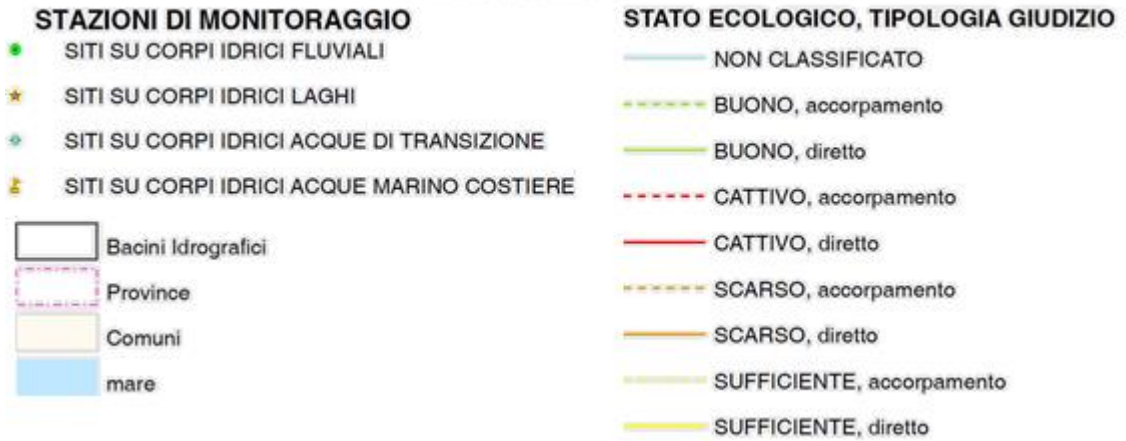 STAZIONI DI MONITORAGGIO
SITI SU CORPI IDRICI FLUVIALI
SITI SU CORPI IDRICI LAGHI
SITI SU CORPI IDRICI ACQUE DI TRANSIZIONE
SITI SU CORPI IDRICI ACQUE MARINO COSTIERE
Bacini Idrografici
Province
Comuni
mare
STATO ECOLOGICO, TIPOLOGIA GIUDIZIO
NON CLASSIFICATO
BUONO, accorpamento
BUONO, diretto
CATTIVO, accorpamento
CATTIVO, diretto
SCARSO, accorpamento
SCARSO, diretto
SUFFICIENTE, accorpamento
SUFFICIENTE, diretto